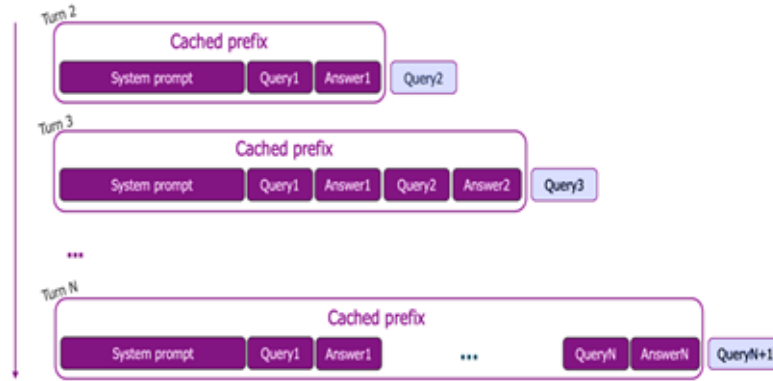 Turn 2
Cached prefix
System prompt Query1 Answer1 Query2
Turn 3
Cached prefix
System prompt Query1 Answer1 Query2 Answer2 Query3
...
Turn N
Cached prefix
System prompt Query1 Answer1 ... QueryN AnswerN QueryN+1